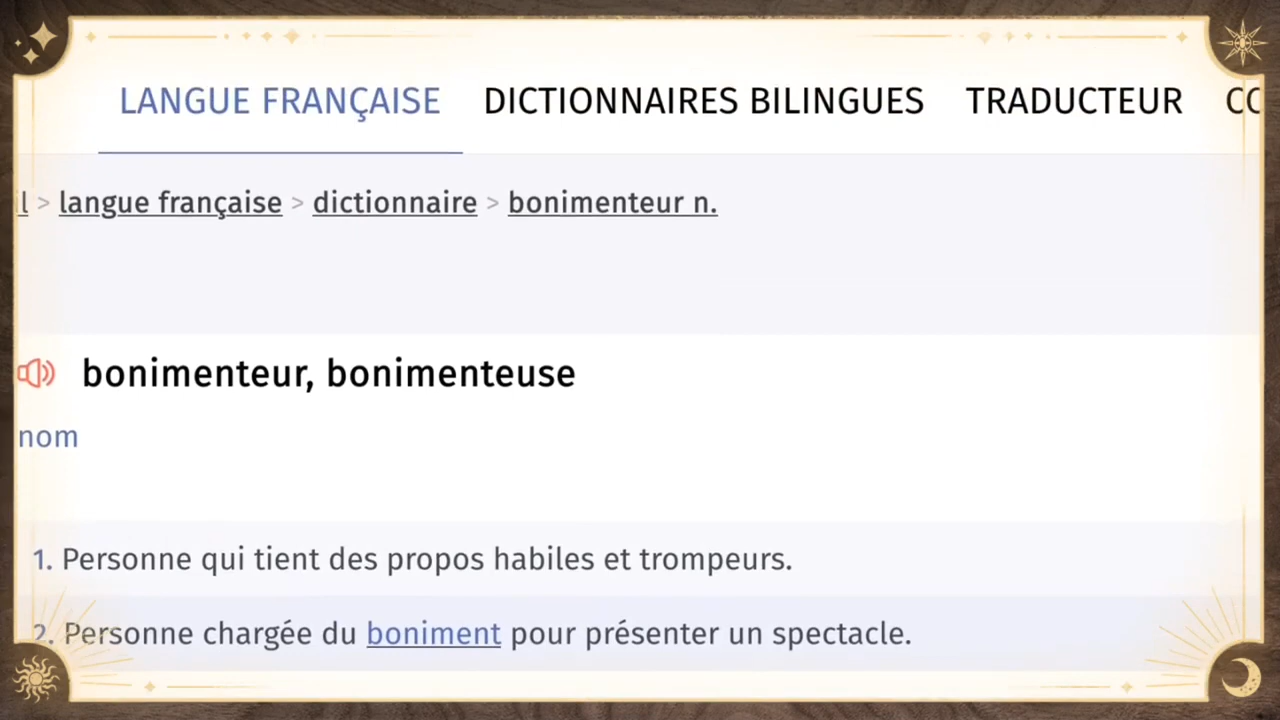 LANGUE FRANÇAISE DICTIONNAIRES BILINGUES TRADUCTEUR CO
l > langue française > dictionnaire > bonimenteur n.
bonimenteur, bonimenteuse
nom
1. Personne qui tient des propos habiles et trompeurs.
2. Personne chargée du boniment pour présenter un spectacle.